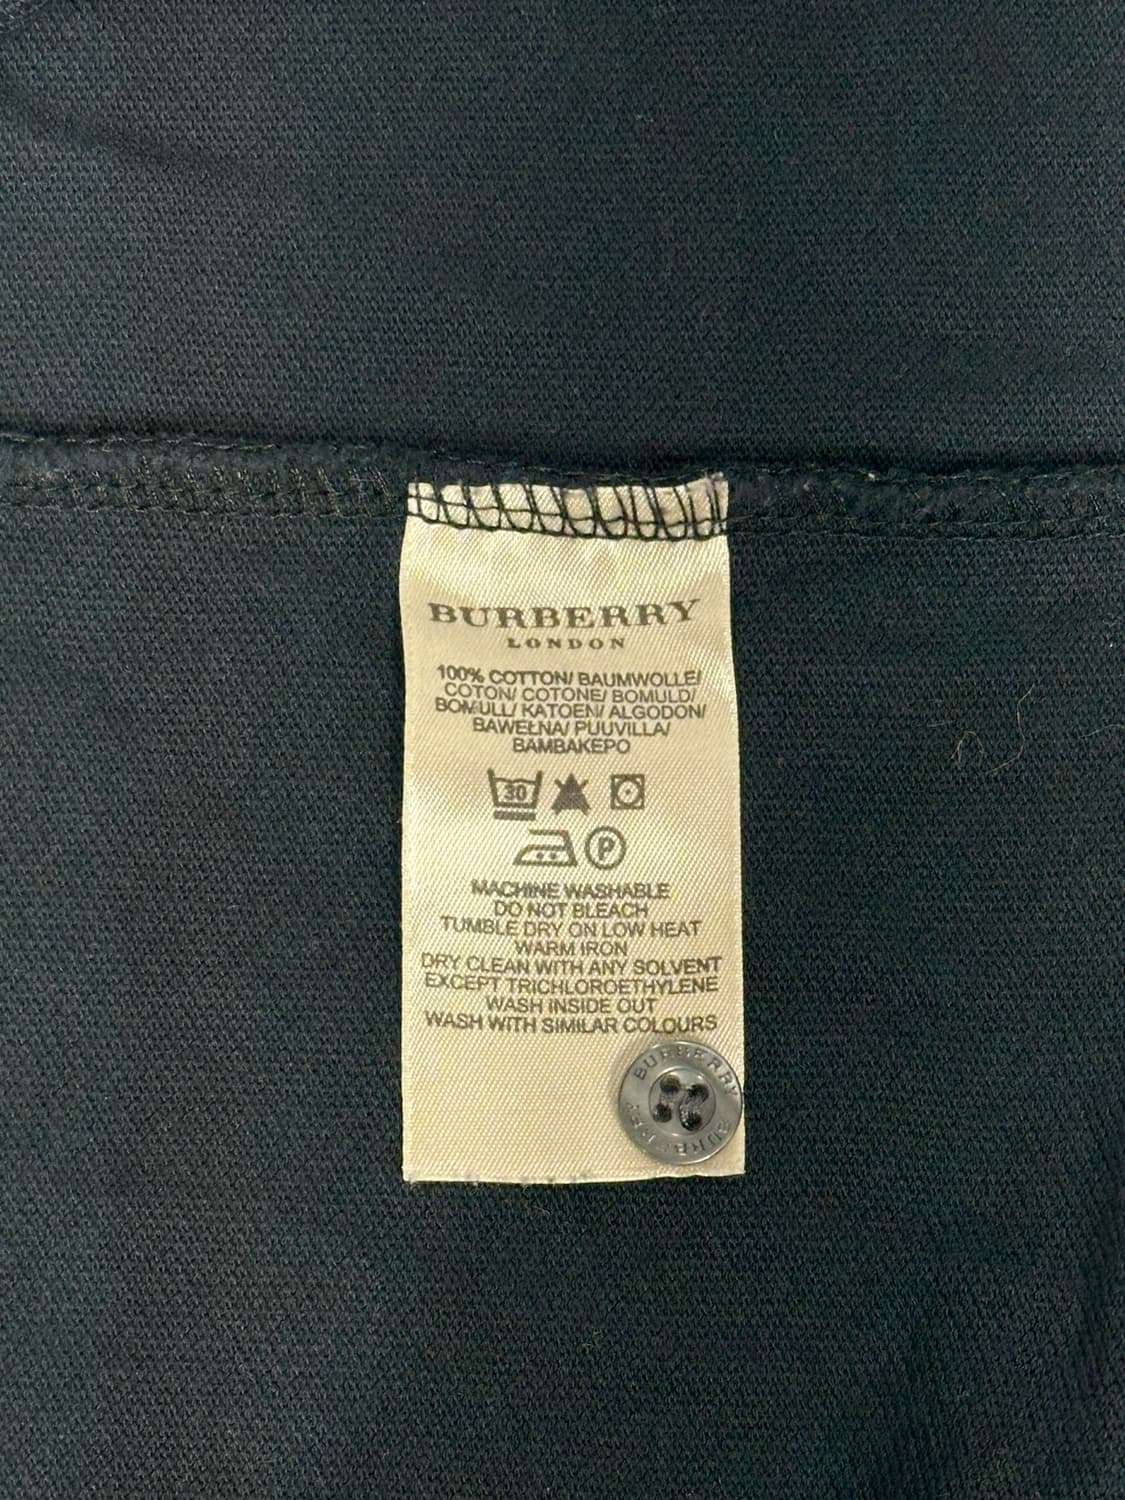 BURBERRY
LONDON
100% COTTON/ BAUMWOLLE/
COTON/ COTONE/ BOMULD/
BOMULL/ KATOEN/ ALGODON/
BAWEŁNA/ PUUVILLA/
BAMBAKEPO
30
P
MACHINE WASHABLE
DO NOT BLEACH
TUMBLE DRY ON LOW HEAT
WARM IRON
DRY CLEAN WITH ANY SOLVENT
EXCEPT TRICHLOROETHYLENE
WASH INSIDE OUT
WASH WITH SIMILAR COLOURS
BURBERRY
BURBERRY